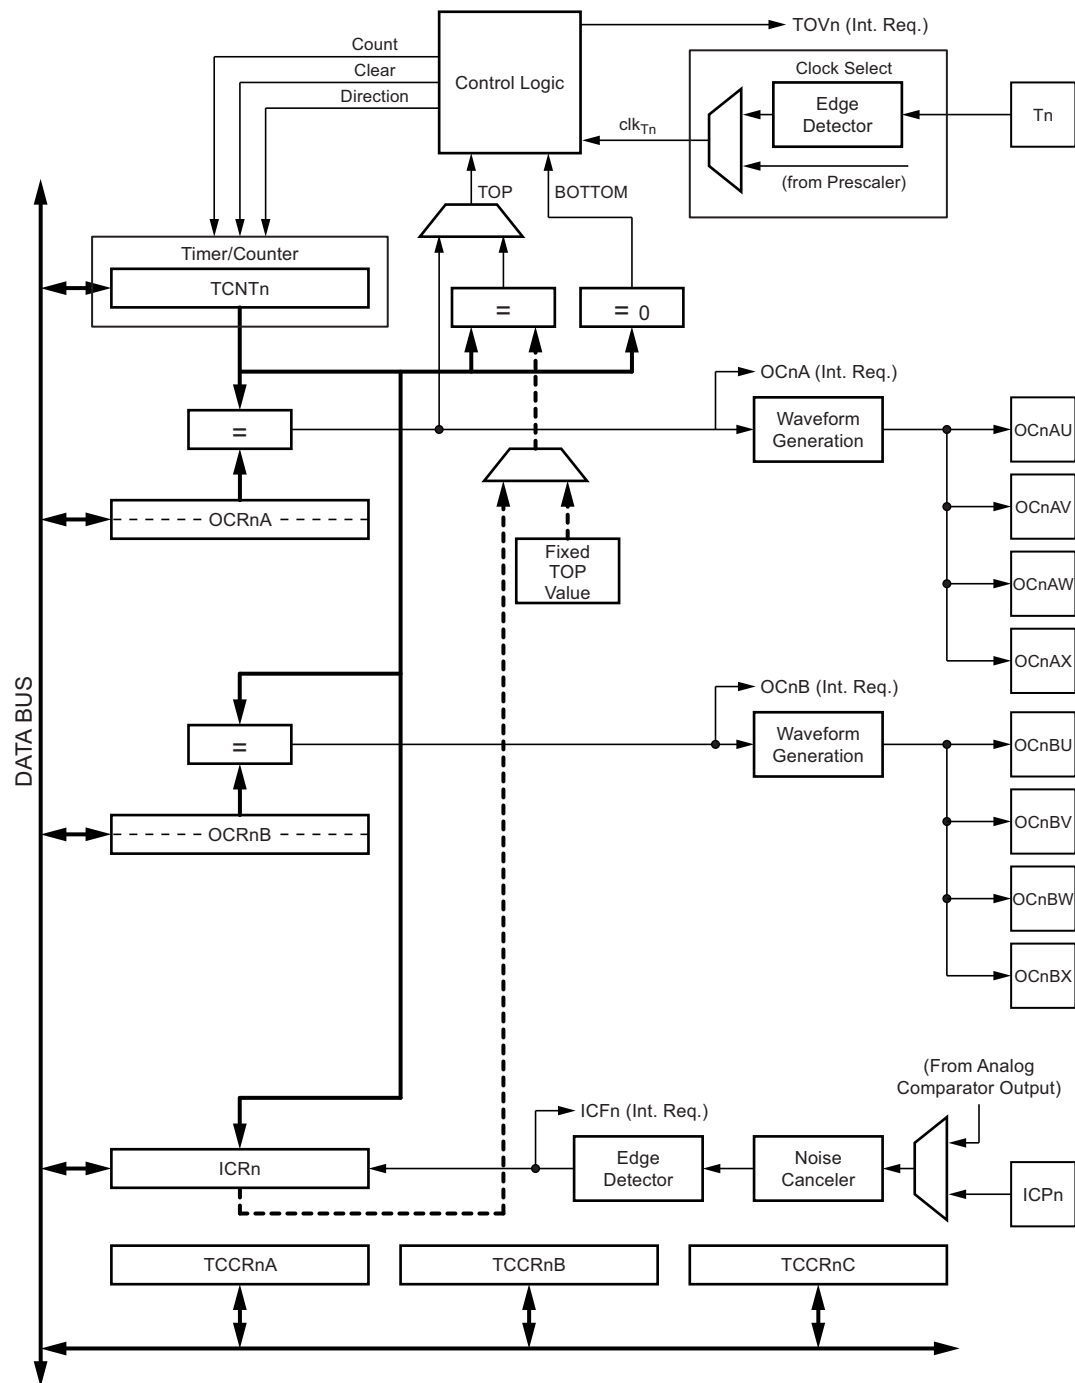 TOVn (Int. Req.)
Count
Clear
Direction
Control Logic
Clock Select
Edge
Detector
Tn
clkTn
(from Prescaler)
TOP
BOTTOM
Timer/Counter
TCNTn
=
= 0
OCnA (Int. Req.)
=
Waveform
Generation
OCnAU
OCRnA
OCnAV
Fixed
TOP
Value
OCnAW
OCnAX
DATA BUS
OCnB (Int. Req.)
=
Waveform
Generation
OCnBU
OCRnB
OCnBV
OCnBW
OCnBX
(From Analog
Comparator Output)
ICFn (Int. Req.)
ICRn
Edge
Detector
Noise
Canceler
ICPn
TCCRnA
TCCRnB
TCCRnC